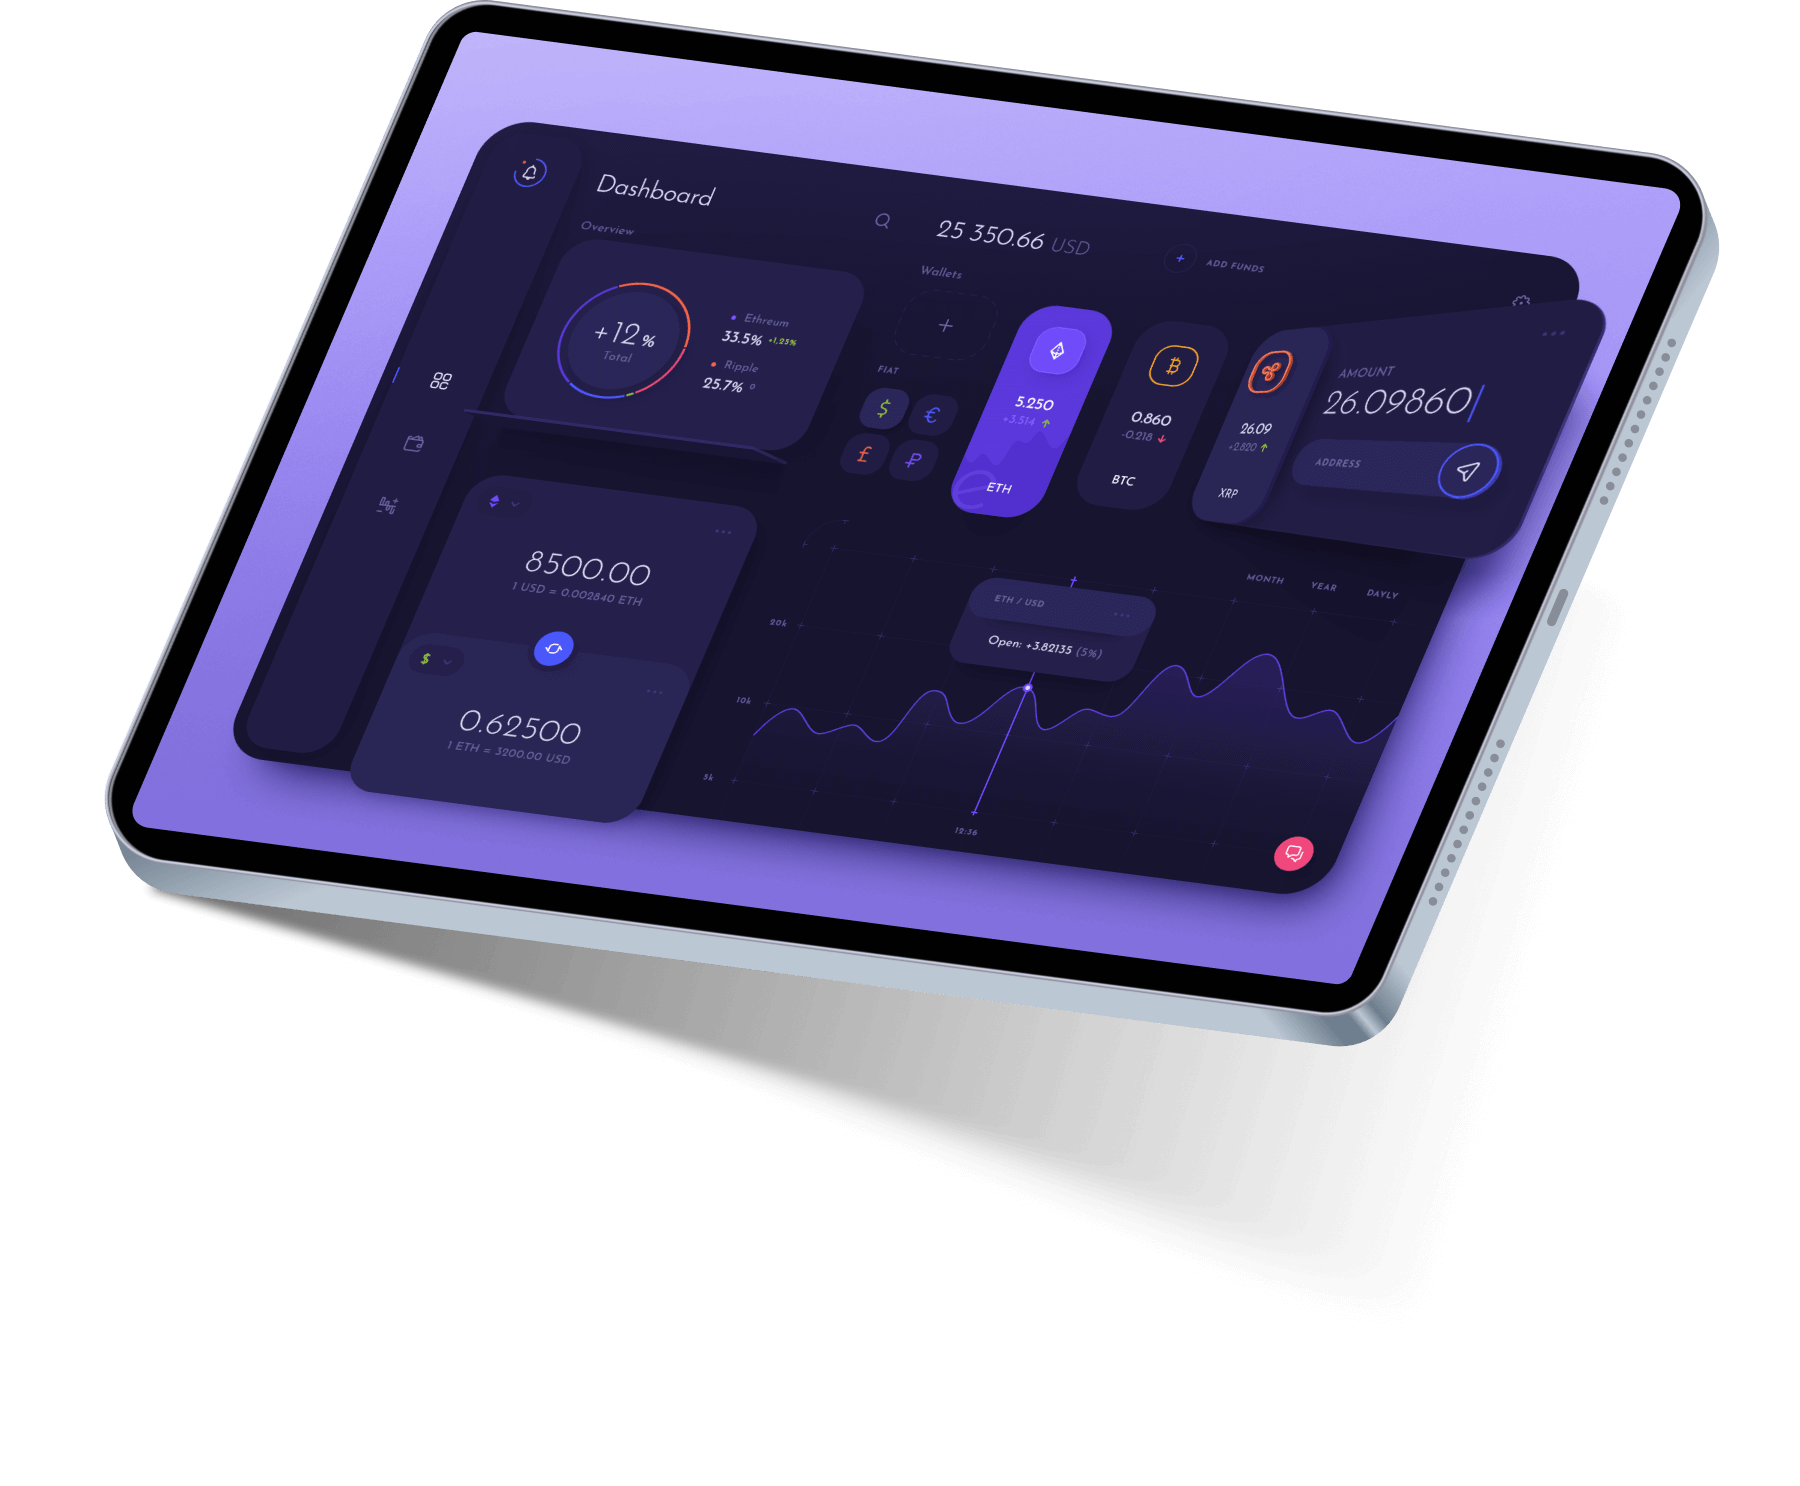 Dashboard
25 350.66 USD
+ ADD FUNDS
Overview
+12%
Total
Ethreum
33.5% +1,25%
Ripple
25.7% 0
Wallets
+
FIAT
$ €
£ ₽
5.250
+3.514
ETH
0.860
-0.218
BTC
26.09
+2.820
XRP
AMOUNT
26.09860
ADDRESS
8500.00
1 USD = 0.002840 ETH
$
0.62500
1 ETH = 3200.00 USD
MONTH YEAR DAYLY
ETH / USD
Open: +3.82135 (5%)
20k
10k
5k
12:36